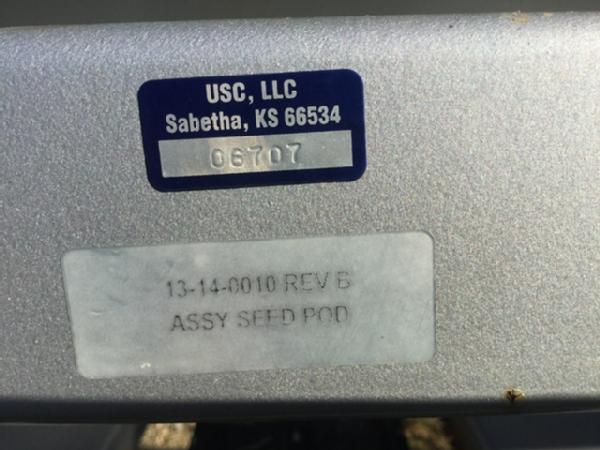 USC, LLC
Sabetha, KS 66534
06707
13-14-0010 REV B
ASSY SEED POD